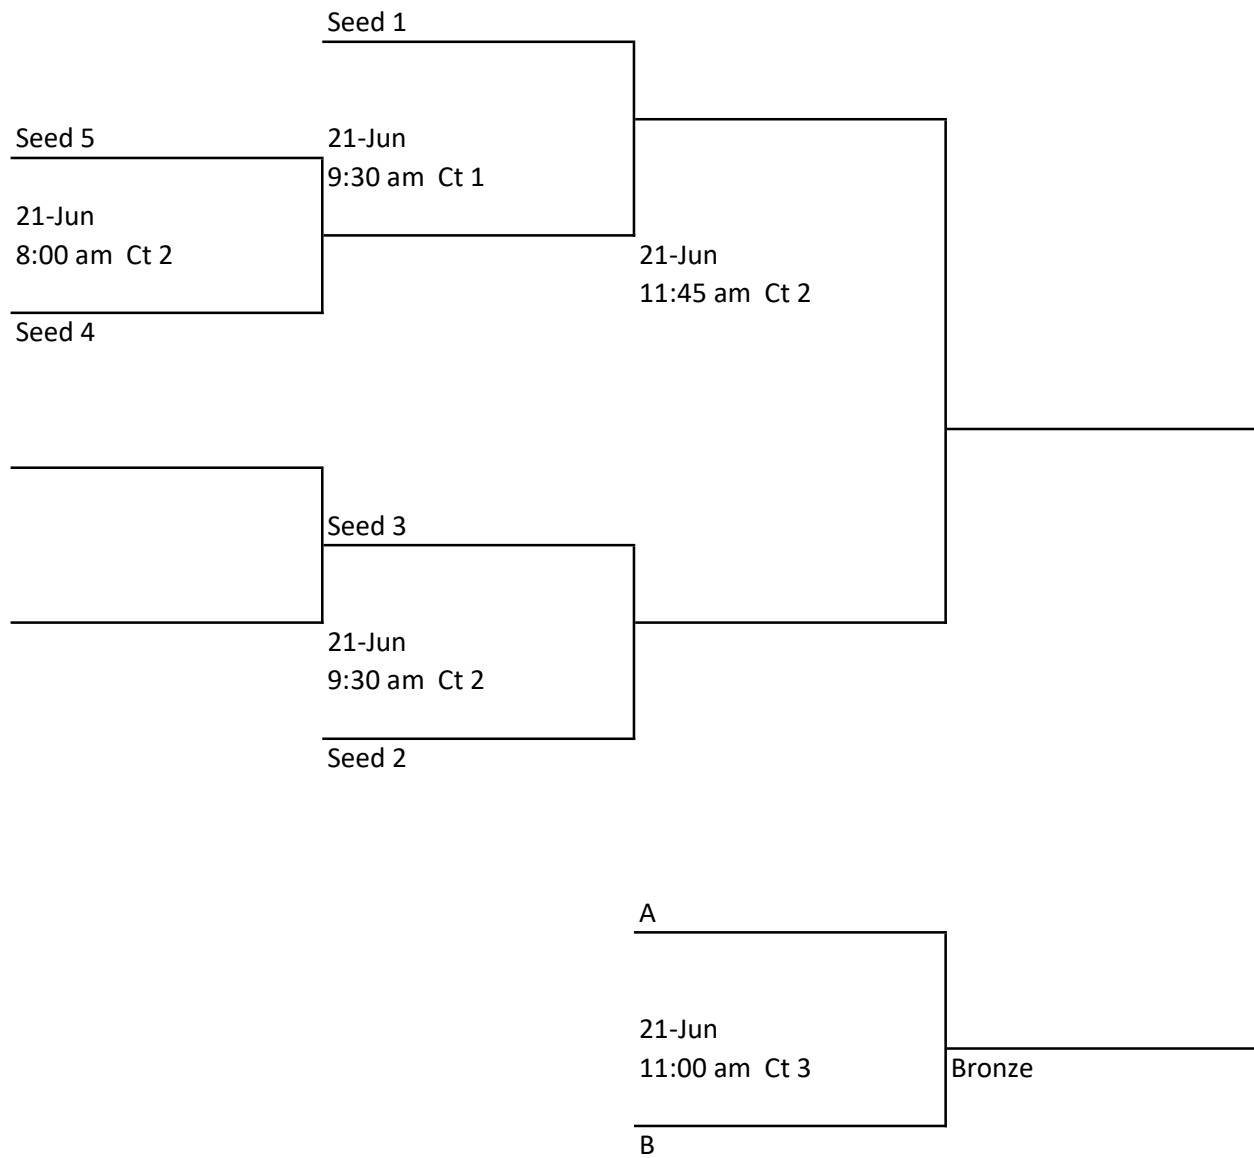 Seed 1
Seed 5
21-Jun
9:30 am  Ct 1
21-Jun
8:00 am  Ct 2
21-Jun
11:45 am  Ct 2
Seed 4
Seed 3
21-Jun
9:30 am  Ct 2
Seed 2
A
21-Jun
11:00 am  Ct 3
Bronze
B